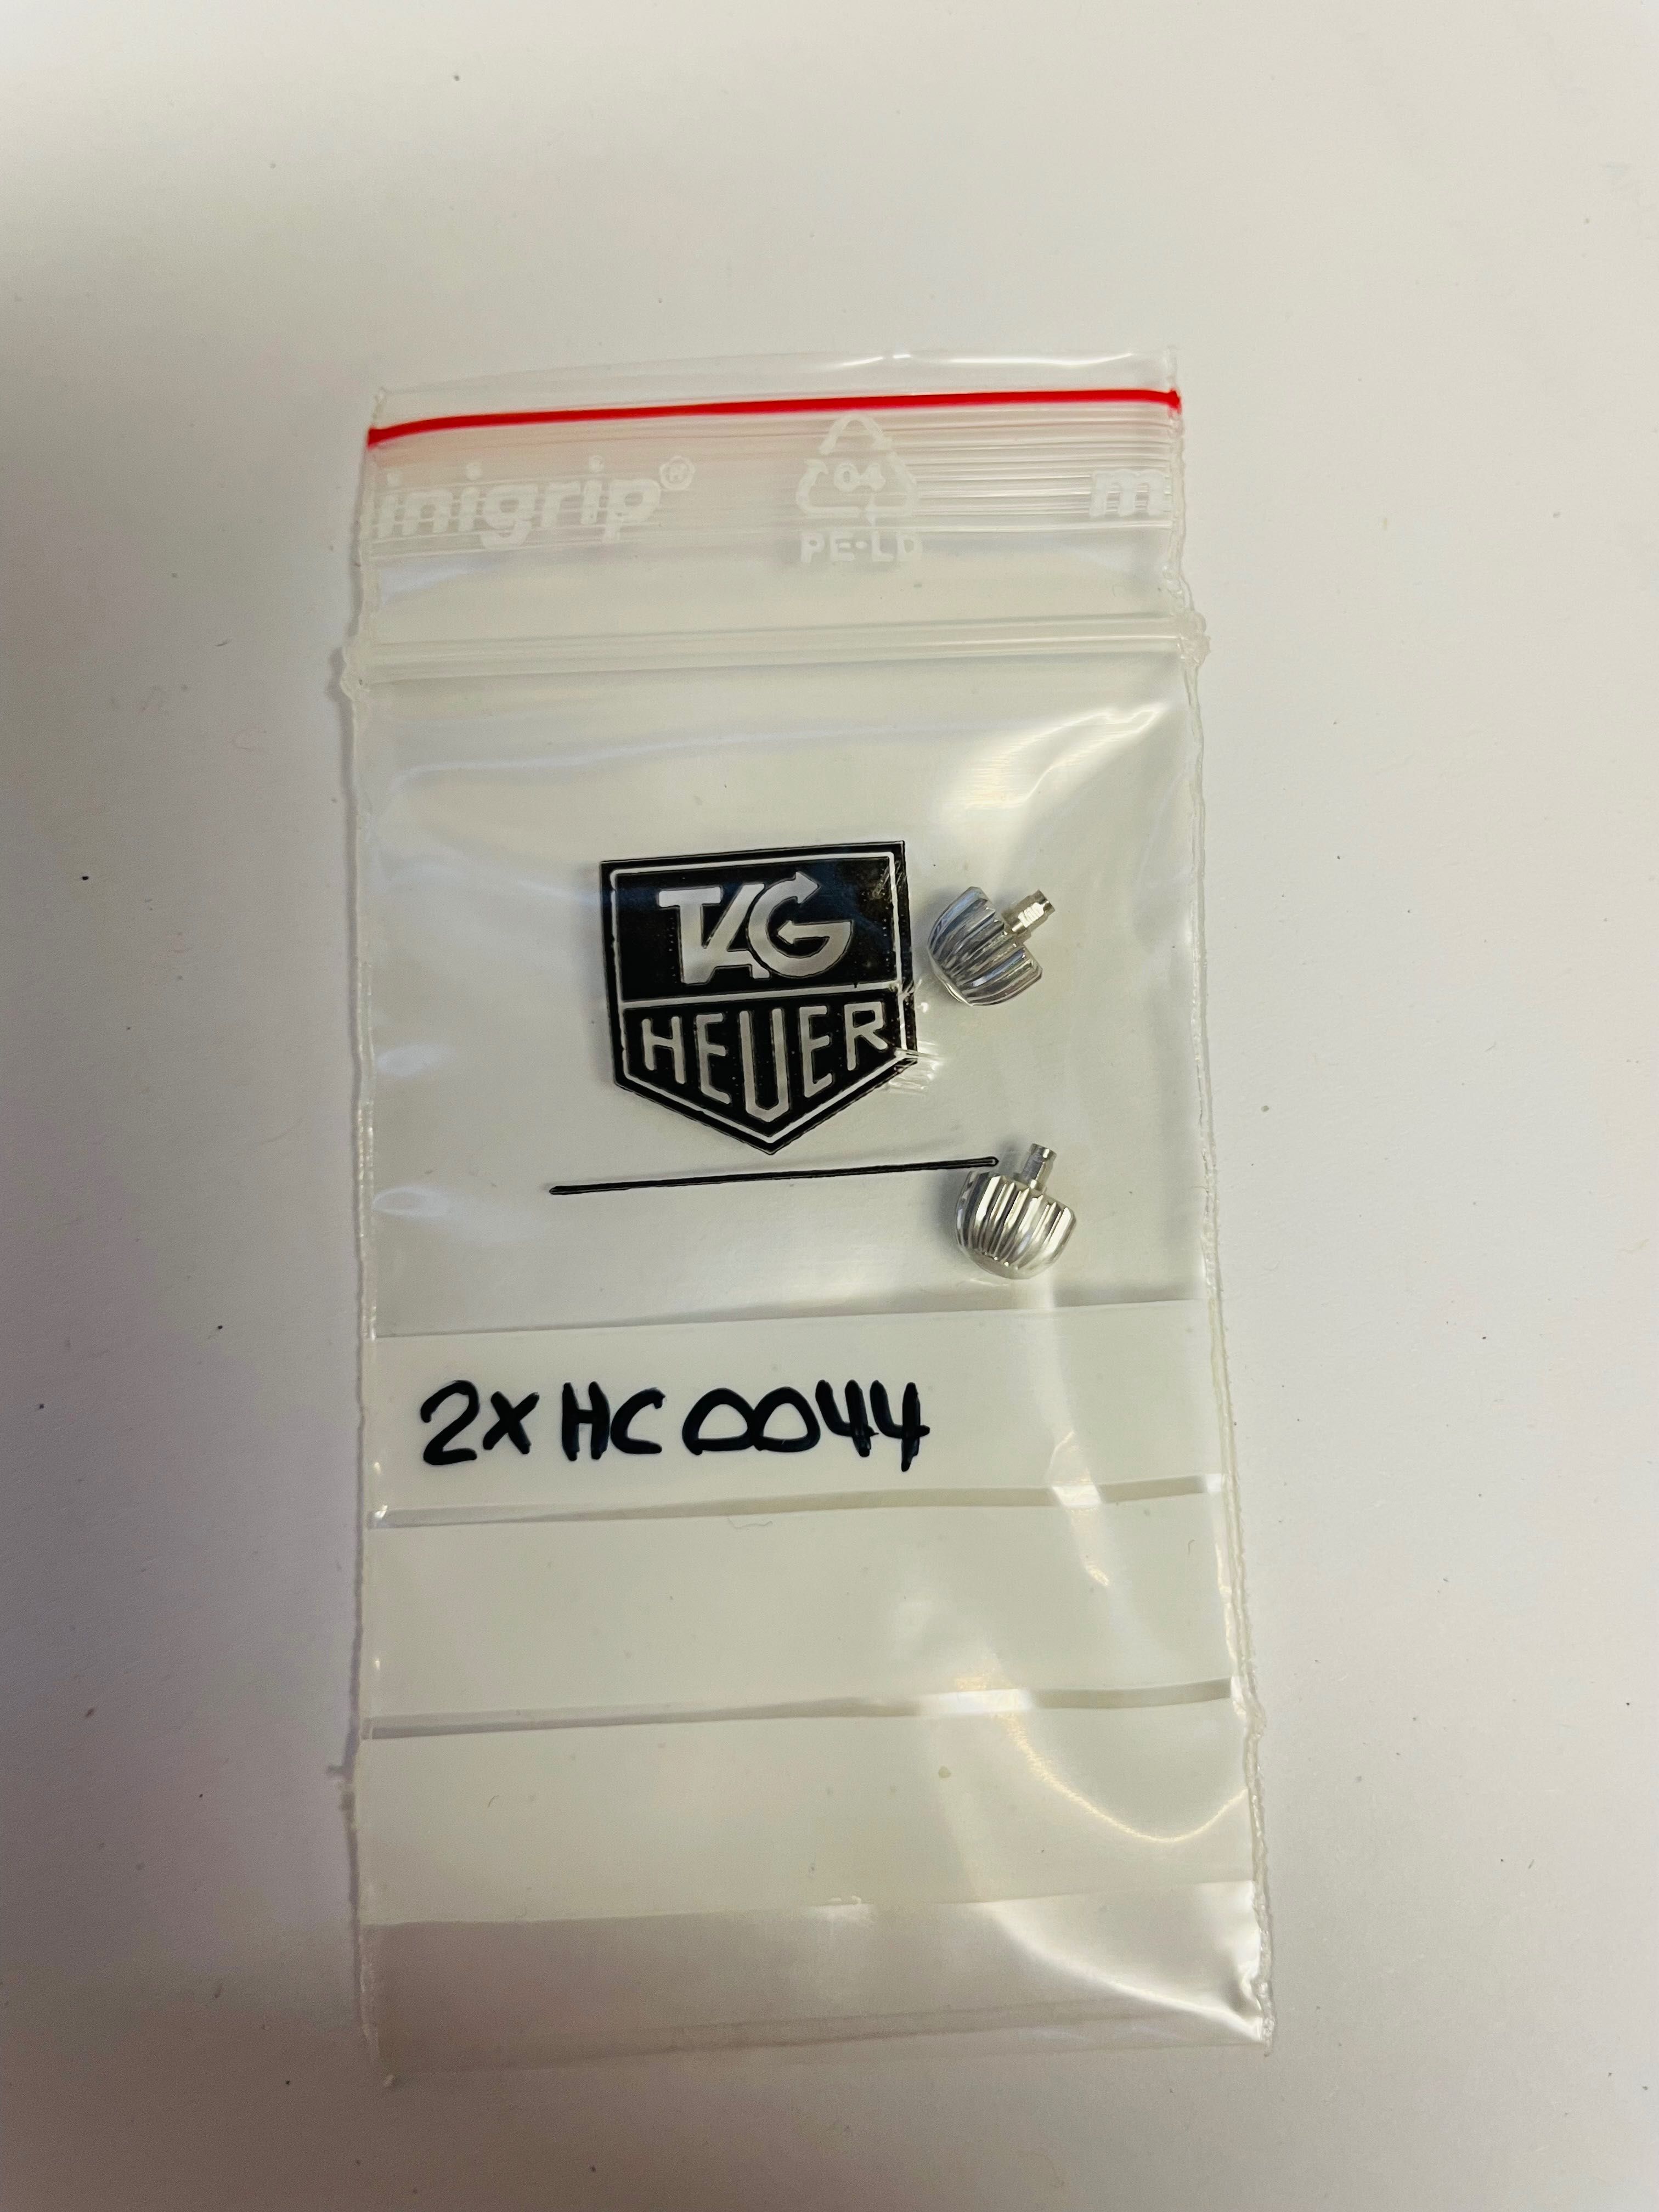 inigrip® 04 m
PE-LD
TAG
HEUER
2X HC0044